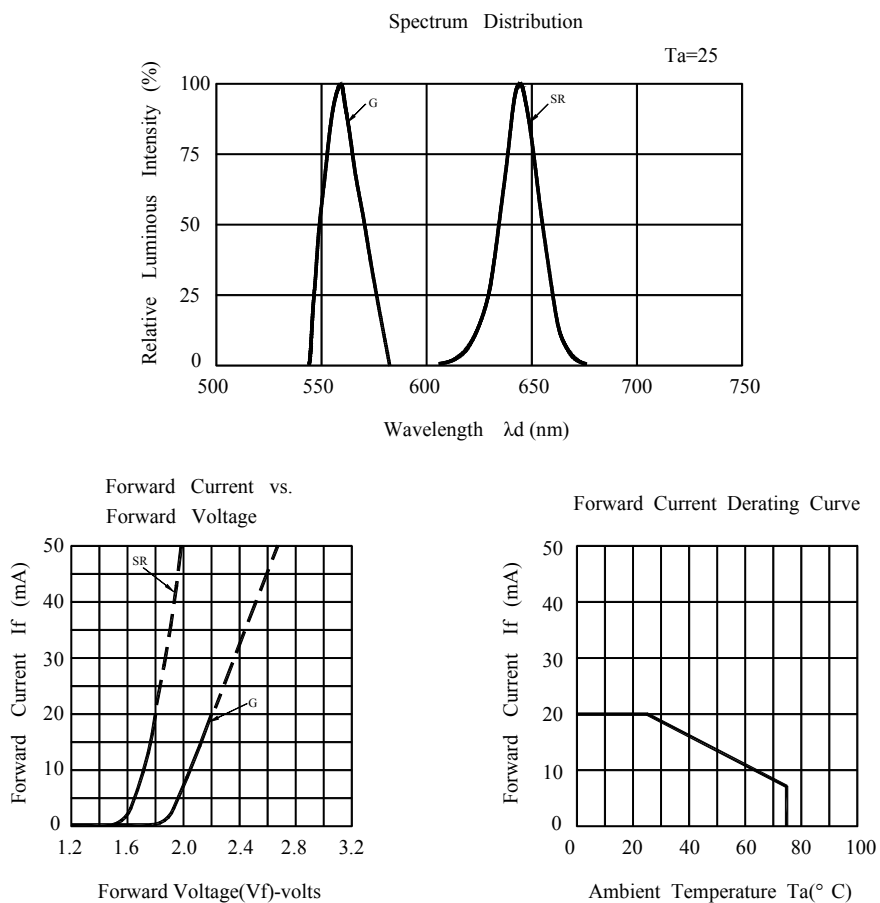 Spectrum Distribution
Ta=25
Relative Luminous Intensity (%)
100
75
50
25
0
G
SR
500 550 600 650 700 750
Wavelength λd (nm)
Forward Current vs.
Forward Voltage
Forward Current If (mA)
50
40
30
20
10
0
SR
G
1.2 1.6 2.0 2.4 2.8 3.2
Forward Voltage(Vf)-volts
Forward Current Derating Curve
Forward Current If (mA)
50
40
30
20
10
0
0 20 40 60 80 100
Ambient Temperature Ta(° C)